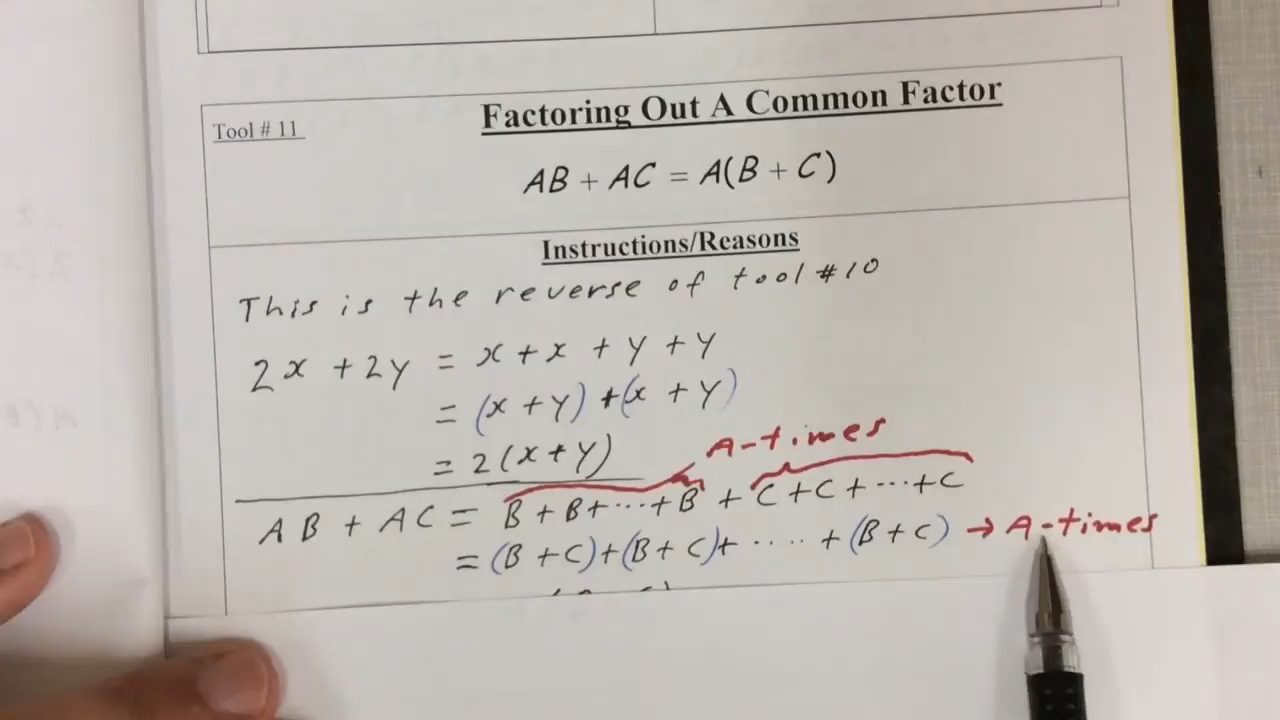 Tool # 11
Factoring Out A Common Factor
AB + AC = A(B + C)
Instructions/Reasons
This is the reverse of tool #10
2x + 2y = x + x + y + y
= (x + y) + (x + y)
= 2(x + y)
A-times
AB + AC = B + B + ... + B + C + C + ... + C
= (B + C) + (B + C) + .... + (B + C) → A-times